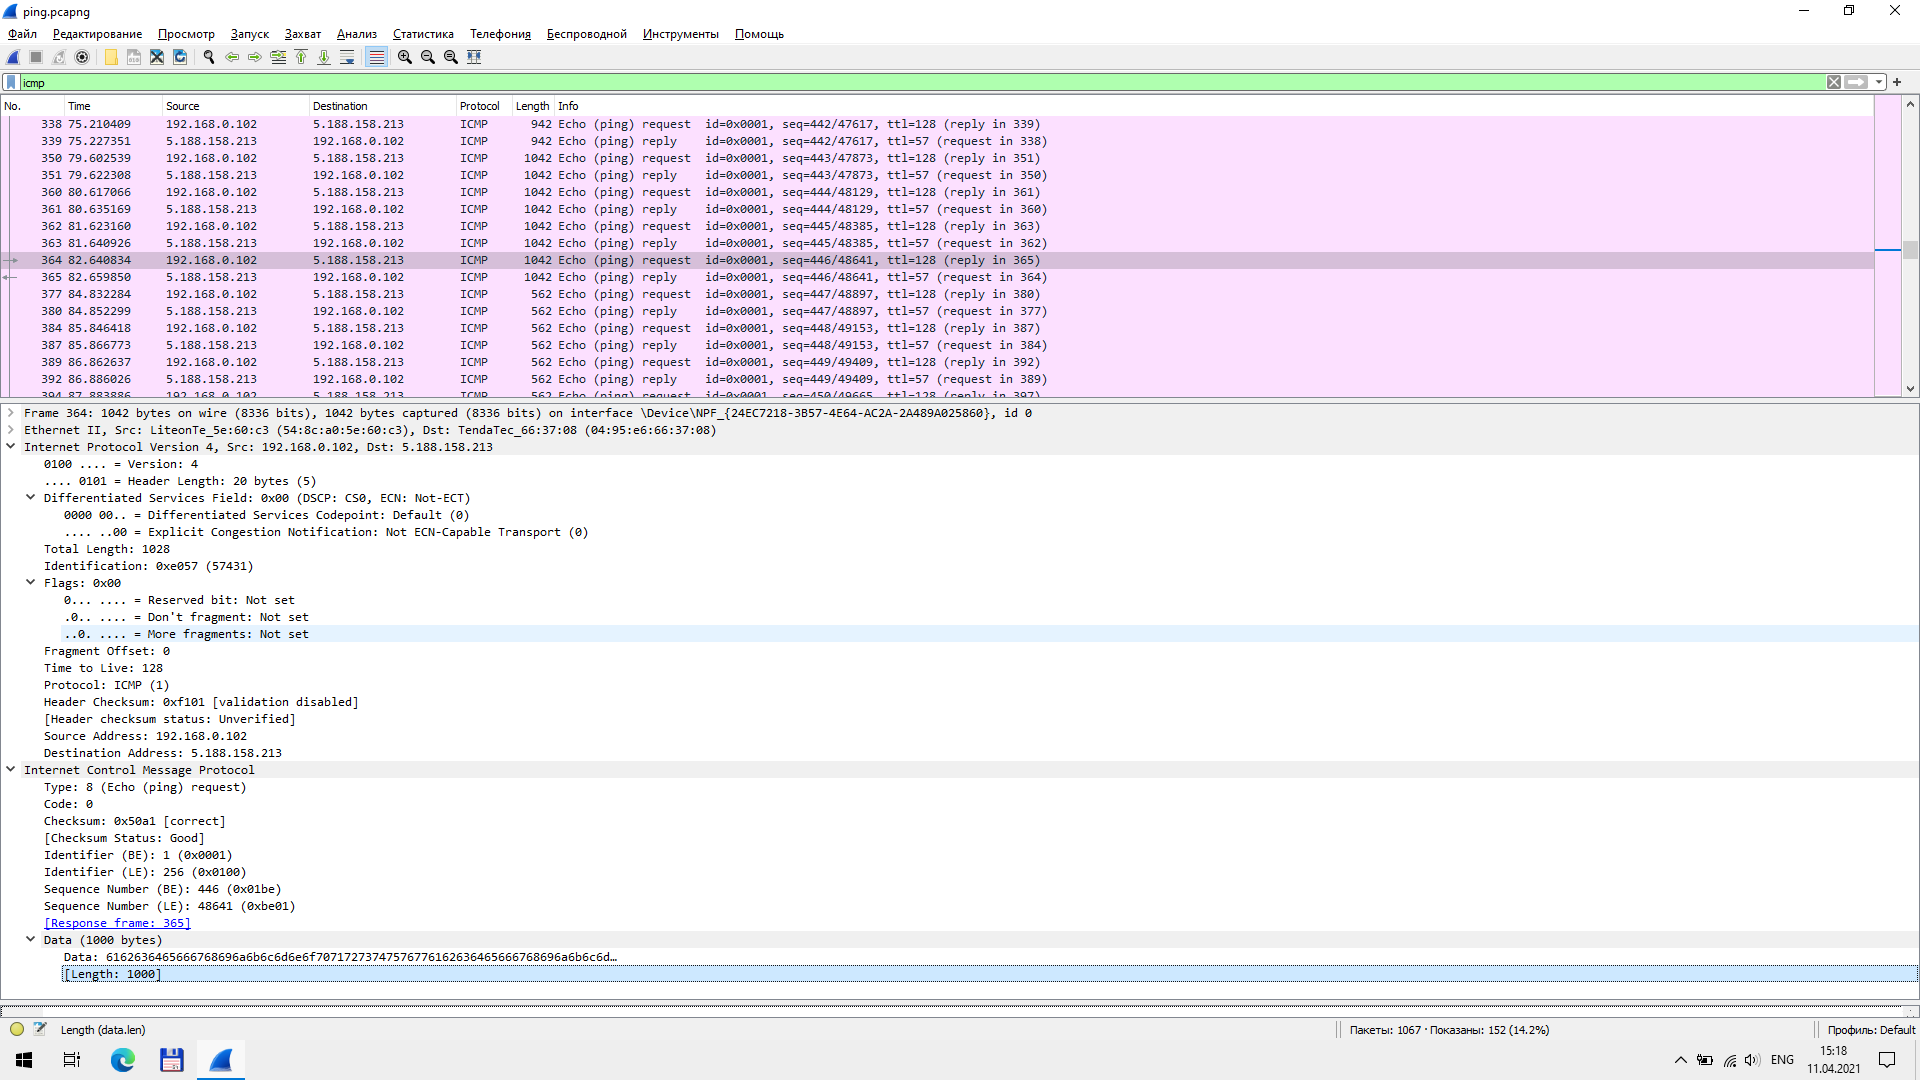 ping.pcapng
Файл Редактирование Просмотр Запуск Захват Анализ Статистика Телефония Беспроводной Инструменты Помощь
icmp
No. Time Source Destination Protocol Length Info
338 75.210409 192.168.0.102 5.188.158.213 ICMP 942 Echo (ping) request id=0x0001, seq=442/47617, ttl=128 (reply in 339)
339 75.227351 5.188.158.213 192.168.0.102 ICMP 942 Echo (ping) reply id=0x0001, seq=442/47617, ttl=57 (request in 338)
350 79.602539 192.168.0.102 5.188.158.213 ICMP 1042 Echo (ping) request id=0x0001, seq=443/47873, ttl=128 (reply in 351)
351 79.622308 5.188.158.213 192.168.0.102 ICMP 1042 Echo (ping) reply id=0x0001, seq=443/47873, ttl=57 (request in 350)
360 80.617066 192.168.0.102 5.188.158.213 ICMP 1042 Echo (ping) request id=0x0001, seq=444/48129, ttl=128 (reply in 361)
361 80.635169 5.188.158.213 192.168.0.102 ICMP 1042 Echo (ping) reply id=0x0001, seq=444/48129, ttl=57 (request in 360)
362 81.623160 192.168.0.102 5.188.158.213 ICMP 1042 Echo (ping) request id=0x0001, seq=445/48385, ttl=128 (reply in 363)
363 81.640926 5.188.158.213 192.168.0.102 ICMP 1042 Echo (ping) reply id=0x0001, seq=445/48385, ttl=57 (request in 362)
364 82.640834 192.168.0.102 5.188.158.213 ICMP 1042 Echo (ping) request id=0x0001, seq=446/48641, ttl=128 (reply in 365)
365 82.659850 5.188.158.213 192.168.0.102 ICMP 1042 Echo (ping) reply id=0x0001, seq=446/48641, ttl=57 (request in 364)
377 84.832284 192.168.0.102 5.188.158.213 ICMP 562 Echo (ping) request id=0x0001, seq=447/48897, ttl=128 (reply in 380)
380 84.852299 5.188.158.213 192.168.0.102 ICMP 562 Echo (ping) reply id=0x0001, seq=447/48897, ttl=57 (request in 377)
384 85.846418 192.168.0.102 5.188.158.213 ICMP 562 Echo (ping) request id=0x0001, seq=448/49153, ttl=128 (reply in 387)
387 85.866773 5.188.158.213 192.168.0.102 ICMP 562 Echo (ping) reply id=0x0001, seq=448/49153, ttl=57 (request in 384)
389 86.862637 192.168.0.102 5.188.158.213 ICMP 562 Echo (ping) request id=0x0001, seq=449/49409, ttl=128 (reply in 392)
392 86.886026 5.188.158.213 192.168.0.102 ICMP 562 Echo (ping) reply id=0x0001, seq=449/49409, ttl=57 (request in 389)
394 87.883886 192.168.0.102 5.188.158.213 ICMP 562 Echo (ping) request id=0x0001, seq=450/49665, ttl=128 (reply in 397)
Frame 364: 1042 bytes on wire (8336 bits), 1042 bytes captured (8336 bits) on interface \Device\NPF_{24EC7218-3B57-4E64-AC2A-2A489A025860}, id 0
Ethernet II, Src: LiteonTe_5e:60:c3 (54:8c:a0:5e:60:c3), Dst: TendaTec_66:37:08 (04:95:e6:66:37:08)
Internet Protocol Version 4, Src: 192.168.0.102, Dst: 5.188.158.213
0100 .... = Version: 4
.... 0101 = Header Length: 20 bytes (5)
Differentiated Services Field: 0x00 (DSCP: CS0, ECN: Not-ECT)
0000 00.. = Differentiated Services Codepoint: Default (0)
.... ..00 = Explicit Congestion Notification: Not ECN-Capable Transport (0)
Total Length: 1028
Identification: 0xe057 (57431)
Flags: 0x00
0... .... = Reserved bit: Not set
.0.. .... = Don't fragment: Not set
..0. .... = More fragments: Not set
Fragment Offset: 0
Time to Live: 128
Protocol: ICMP (1)
Header Checksum: 0xf101 [validation disabled]
[Header checksum status: Unverified]
Source Address: 192.168.0.102
Destination Address: 5.188.158.213
Internet Control Message Protocol
Type: 8 (Echo (ping) request)
Code: 0
Checksum: 0x50a1 [correct]
[Checksum Status: Good]
Identifier (BE): 1 (0x0001)
Identifier (LE): 256 (0x0100)
Sequence Number (BE): 446 (0x01be)
Sequence Number (LE): 48641 (0xbe01)
[Response frame: 365]
Data (1000 bytes)
Data: 6162636465666768696a6b6c6d6e6f7071727374757677616263646566676869​6a6b6c6d…
[Length: 1000]
Length (data.len)
Пакеты: 1067 · Показаны: 152 (14.2%)
Профиль: Default
ENG
15:18
11.04.2021